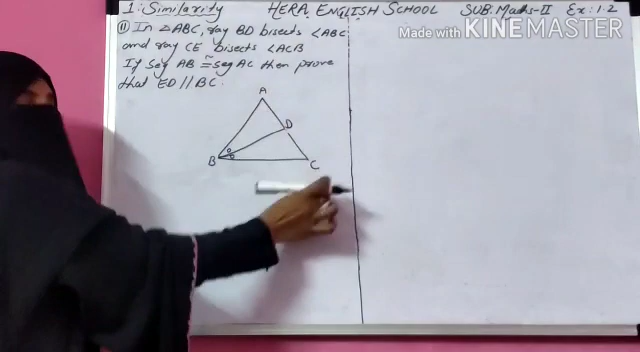 1. Similarity HERA ENGLISH SCHOOL SUB: Maths-II Ex: 1.2
Made with KINEMASTER
(11) In △ABC, ray BD bisects ∠ABC
and ray CE bisects ∠ACB
If Seg AB ≅ seg AC then prove
that ED // BC.
A
D
B
C